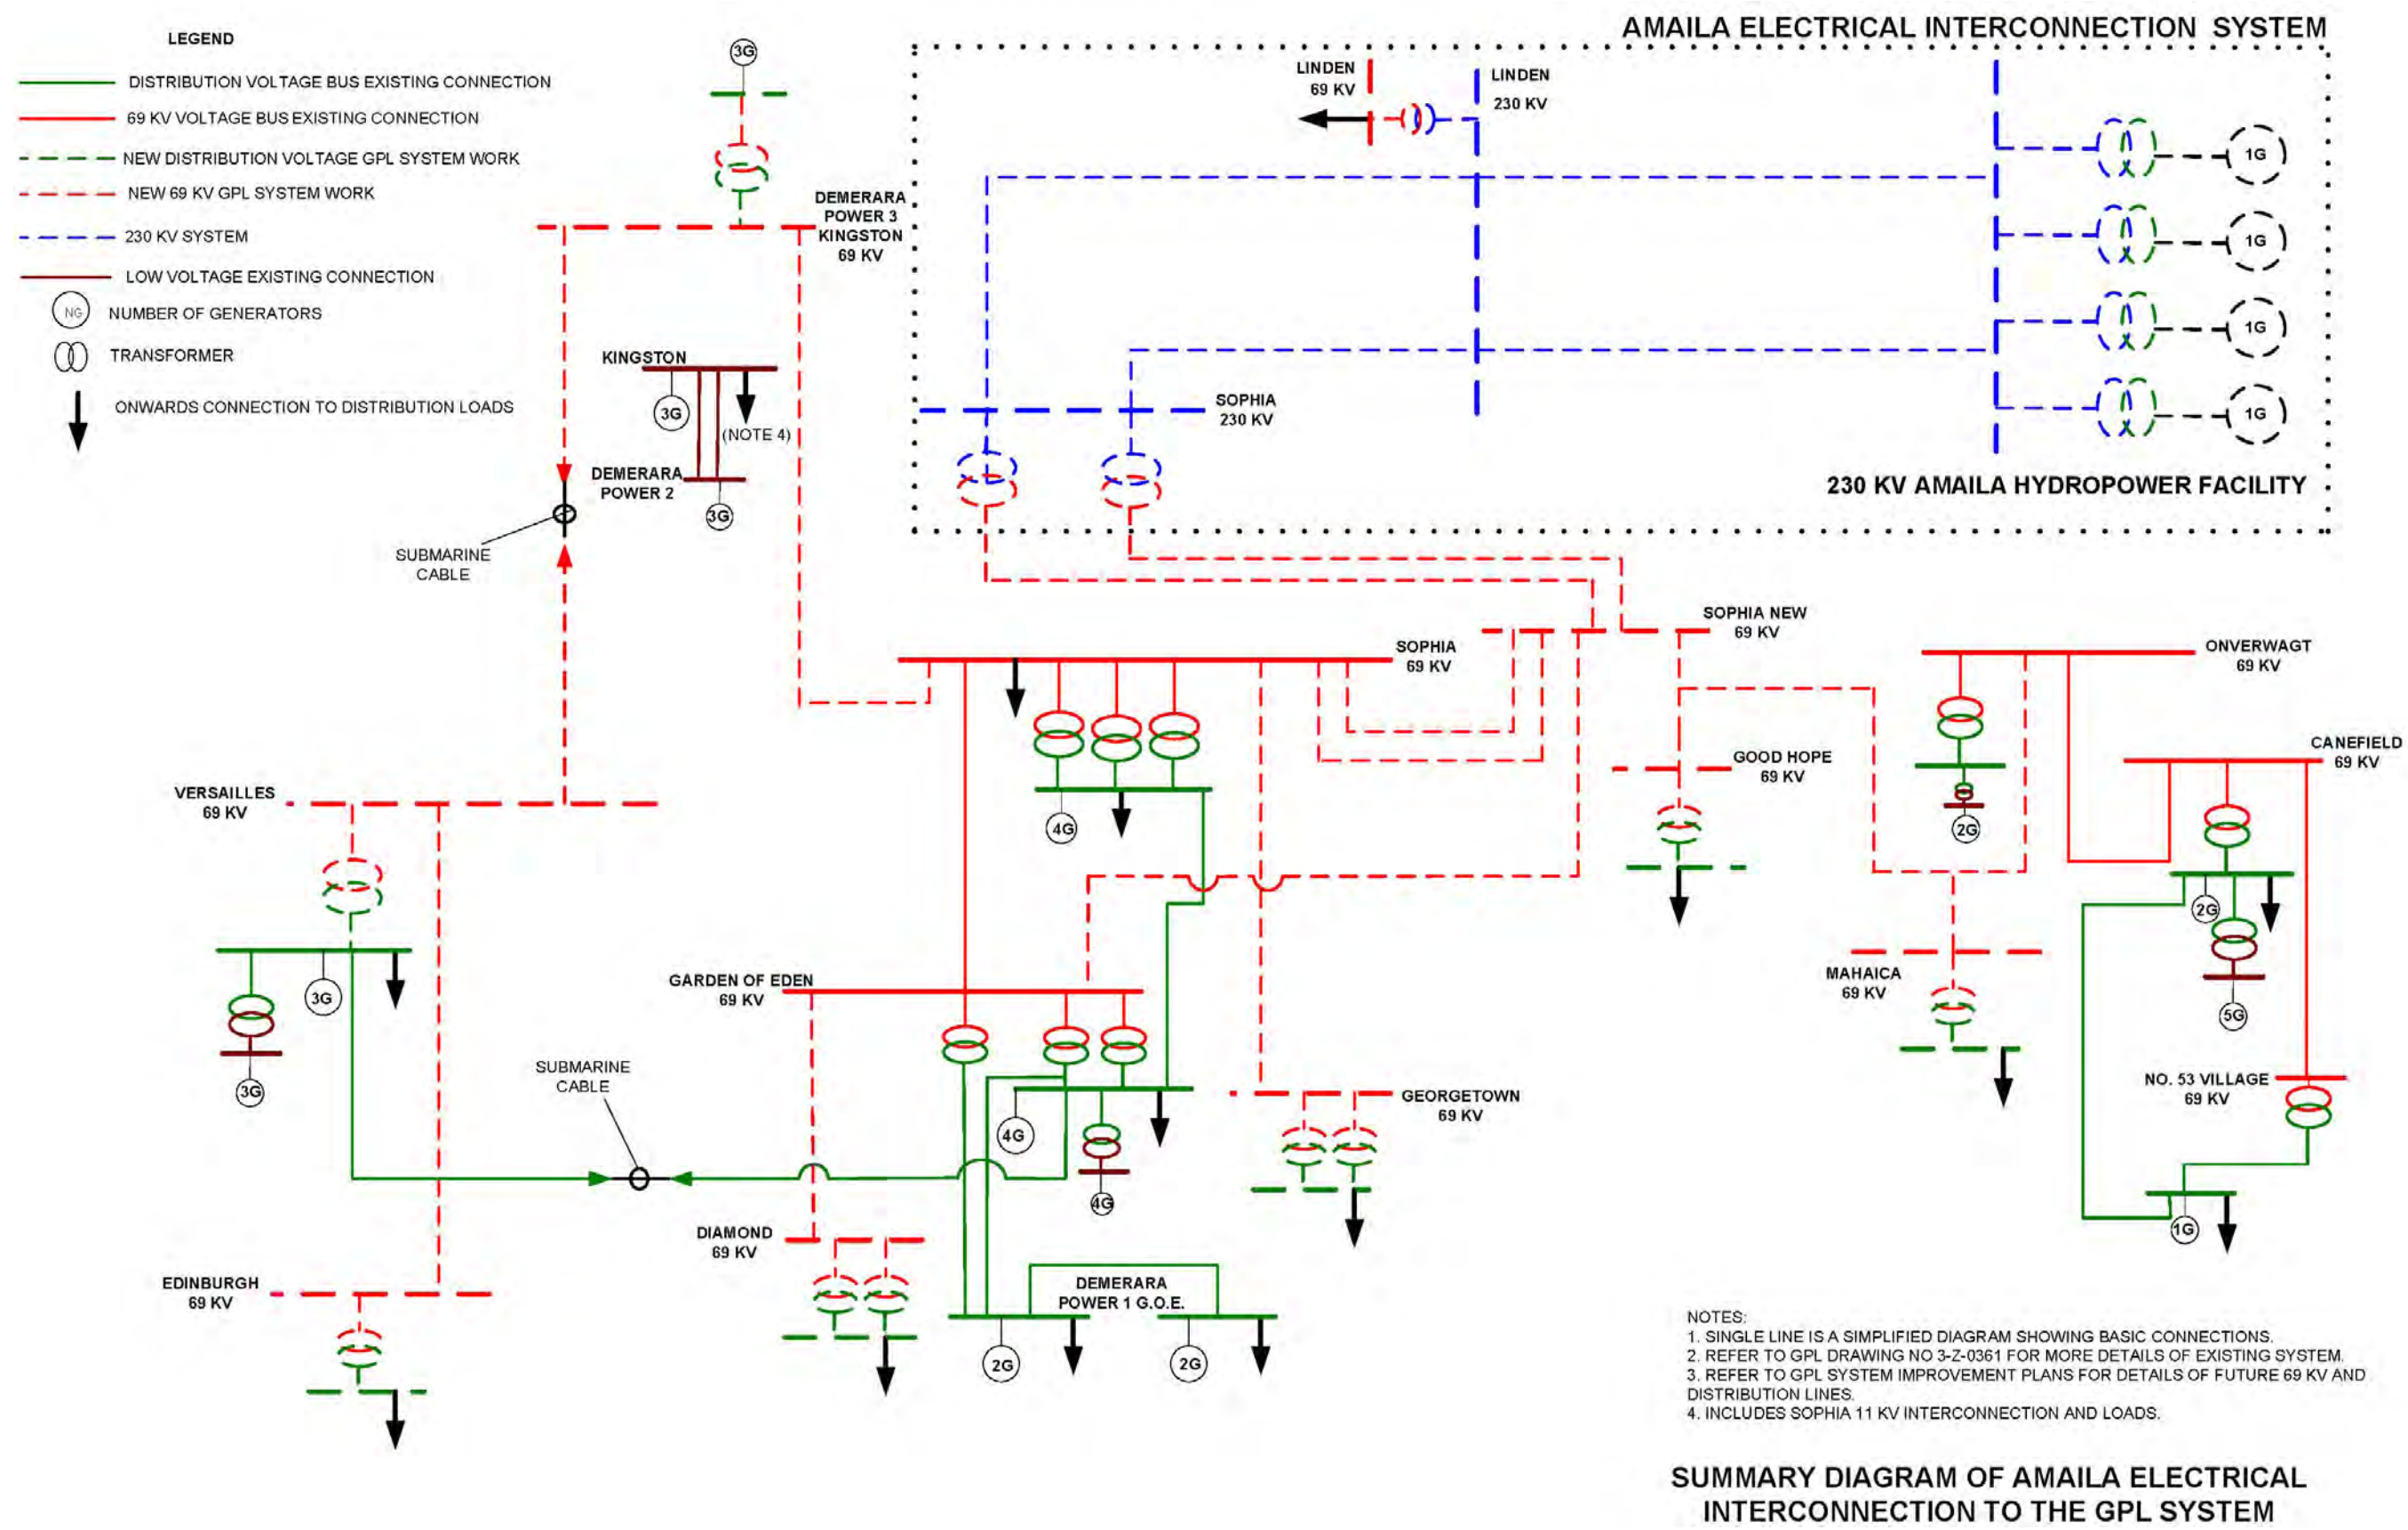 AMAILA ELECTRICAL INTERCONNECTION SYSTEM
LEGEND
DISTRIBUTION VOLTAGE BUS EXISTING CONNECTION
69 KV VOLTAGE BUS EXISTING CONNECTION
NEW DISTRIBUTION VOLTAGE GPL SYSTEM WORK
NEW 69 KV GPL SYSTEM WORK
230 KV SYSTEM
LOW VOLTAGE EXISTING CONNECTION
NG
NUMBER OF GENERATORS
TRANSFORMER
ONWARDS CONNECTION TO DISTRIBUTION LOADS
3G
DEMERARA
POWER 3
KINGSTON
69 KV
LINDEN
69 KV
LINDEN
230 KV
1G
1G
1G
1G
SOPHIA
230 KV
230 KV AMAILA HYDROPOWER FACILITY
KINGSTON
3G
(NOTE 4)
DEMERARA
POWER 2
3G
SUBMARINE
CABLE
SOPHIA
69 KV
SOPHIA NEW
69 KV
ONVERWAGT
69 KV
CANEFIELD
69 KV
GOOD HOPE
69 KV
VERSAILLES
69 KV
4G
2G
2G
5G
3G
3G
GARDEN OF EDEN
69 KV
MAHAICA
69 KV
SUBMARINE
CABLE
4G
4G
GEORGETOWN
69 KV
NO. 53 VILLAGE
69 KV
1G
DIAMOND
69 KV
EDINBURGH
69 KV
DEMERARA
POWER 1 G.O.E.
2G
2G
NOTES:
1. SINGLE LINE IS A SIMPLIFIED DIAGRAM SHOWING BASIC CONNECTIONS.
2. REFER TO GPL DRAWING NO 3-Z-0361 FOR MORE DETAILS OF EXISTING SYSTEM.
3. REFER TO GPL SYSTEM IMPROVEMENT PLANS FOR DETAILS OF FUTURE 69 KV AND
DISTRIBUTION LINES.
4. INCLUDES SOPHIA 11 KV INTERCONNECTION AND LOADS.
SUMMARY DIAGRAM OF AMAILA ELECTRICAL
INTERCONNECTION TO THE GPL SYSTEM